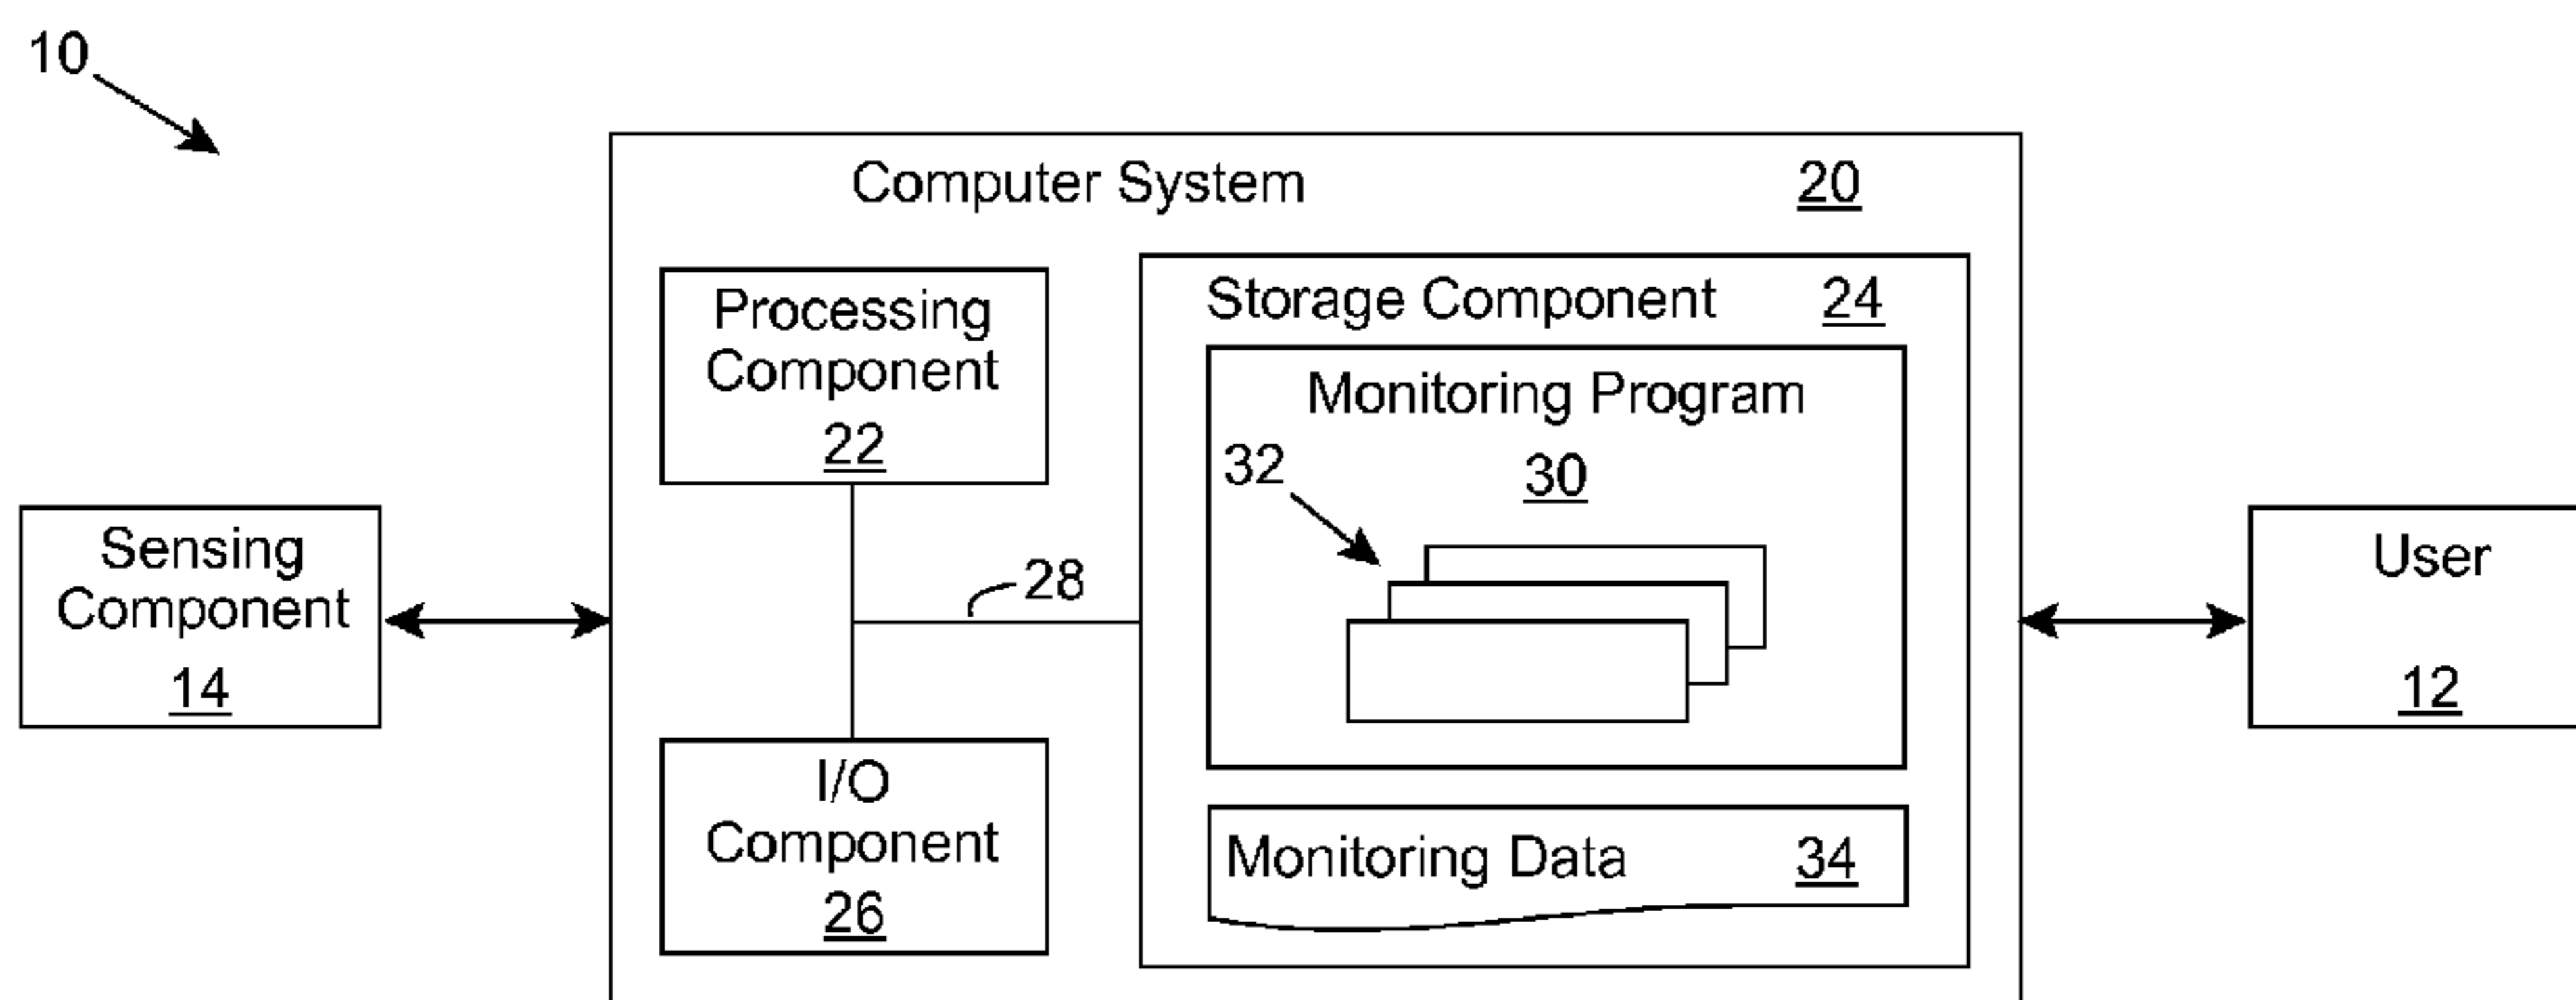 10
Computer System 20
Processing
Component
22
Storage Component 24
Monitoring Program
30
32
28
Sensing
Component
14
User
12
I/O
Component
26
Monitoring Data 34